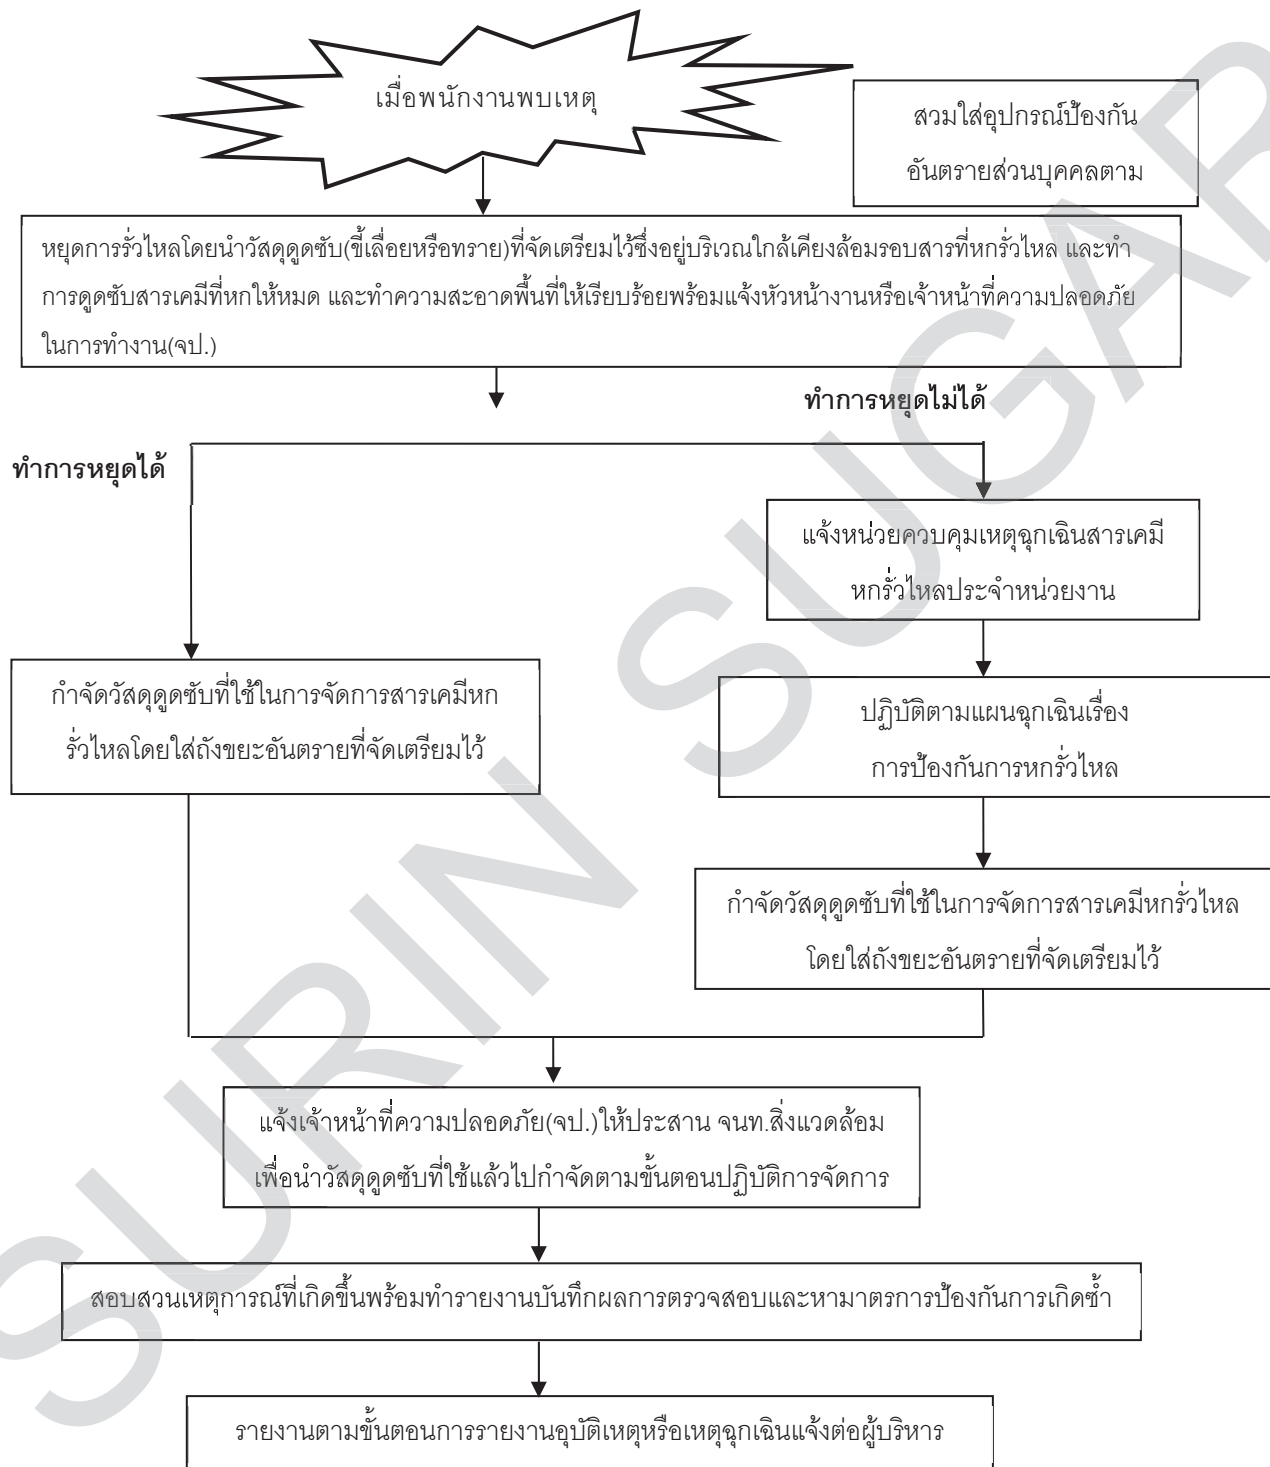 เมื่อพนักงานพบเหตุ
สวมใส่อุปกรณ์ป้องกัน
อันตรายส่วนบุคคลตาม
หยุดการรั่วไหลโดยนำวัสดุดูดซับ(ขี้เลื่อยหรือทราย)ที่จัดเตรียมไว้ซึ่งอยู่บริเวณใกล้เคียงล้อมรอบสารที่หกรั่วไหล และทำ
การดูดซับสารเคมีที่หกให้หมด และทำความสะอาดพื้นที่ให้เรียบร้อยพร้อมแจ้งหัวหน้างานหรือเจ้าหน้าที่ความปลอดภัย
ในการทำงาน(จป.)
ทำการหยุดไม่ได้
ทำการหยุดได้
แจ้งหน่วยควบคุมเหตุฉุกเฉินสารเคมี
หกรั่วไหลประจำหน่วยงาน
กำจัดวัสดุดูดซับที่ใช้ในการจัดการสารเคมีหก
รั่วไหลโดยใส่ถังขยะอันตรายที่จัดเตรียมไว้
ปฏิบัติตามแผนฉุกเฉินเรื่อง
การป้องกันการหกรั่วไหล
กำจัดวัสดุดูดซับที่ใช้ในการจัดการสารเคมีหกรั่วไหล
โดยใส่ถังขยะอันตรายที่จัดเตรียมไว้
แจ้งเจ้าหน้าที่ความปลอดภัย(จป.)ให้ประสาน จนท.สิ่งแวดล้อม
เพื่อนำวัสดุดูดซับที่ใช้แล้วไปกำจัดตามขั้นตอนปฏิบัติการจัดการ
สอบสวนเหตุการณ์ที่เกิดขึ้นพร้อมทำรายงานบันทึกผลการตรวจสอบและหามาตรการป้องกันการเกิดซ้ำ
รายงานตามขั้นตอนการรายงานอุบัติเหตุหรือเหตุฉุกเฉินแจ้งต่อผู้บริหาร
SURIN SUGAR